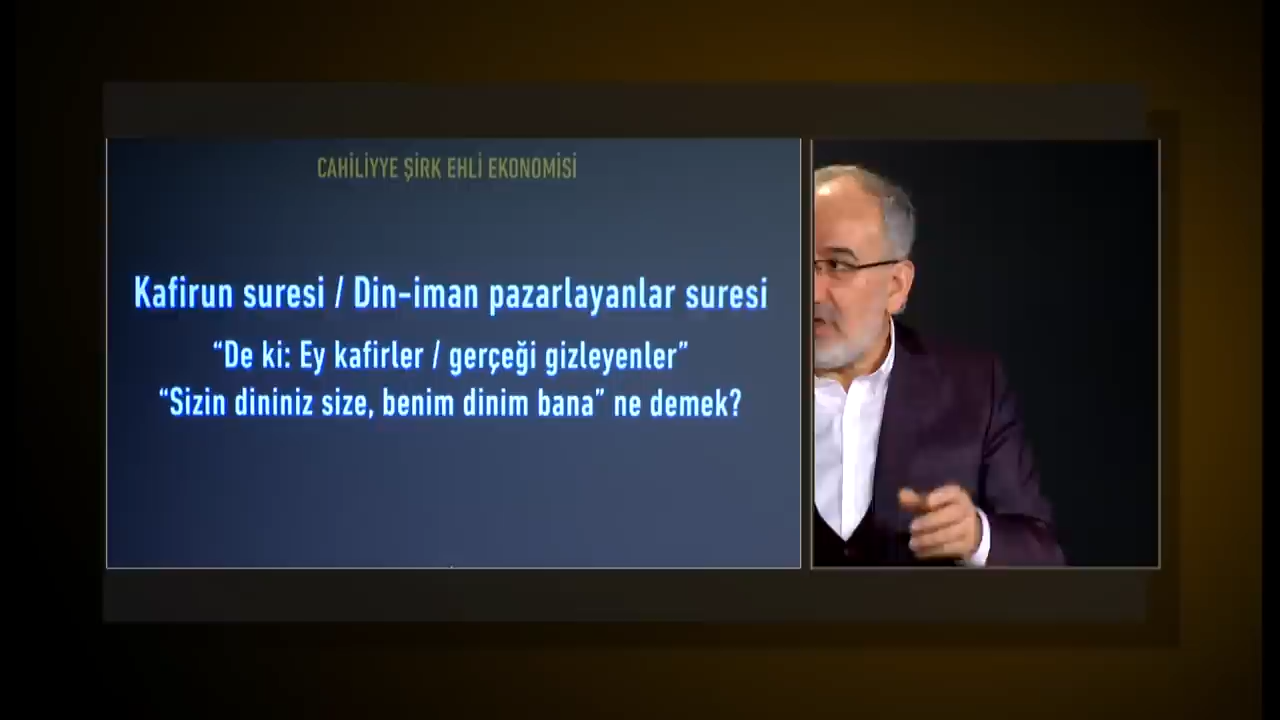 CAHİLİYYE ŞİRK EHLİ EKONOMİSİ
Kafirun suresi / Din-iman pazarlayanlar suresi
“De ki: Ey kafirler / gerçeği gizleyenler”
“Sizin dininiz size, benim dinim bana” ne demek?